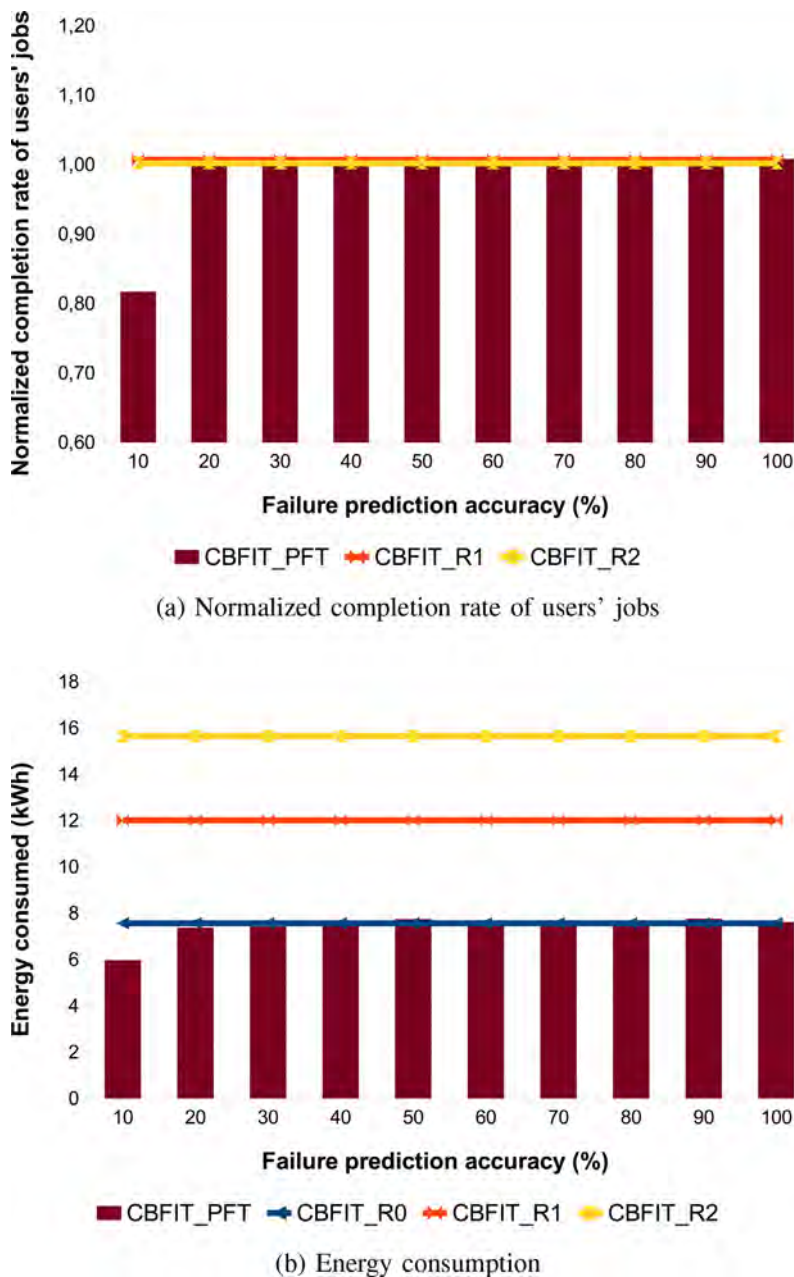 1,20
1,10
1,00
0,90
0,80
0,70
0,60
Normalized completion rate of users' jobs
10 20 30 40 50 60 70 80 90 100
Failure prediction accuracy (%)
CBFIT_PFT CBFIT_R1 CBFIT_R2
(a) Normalized completion rate of users' jobs
18
16
14
12
10
8
6
4
2
0
Energy consumed (kWh)
10 20 30 40 50 60 70 80 90 100
Failure prediction accuracy (%)
CBFIT_PFT CBFIT_R0 CBFIT_R1 CBFIT_R2
(b) Energy consumption